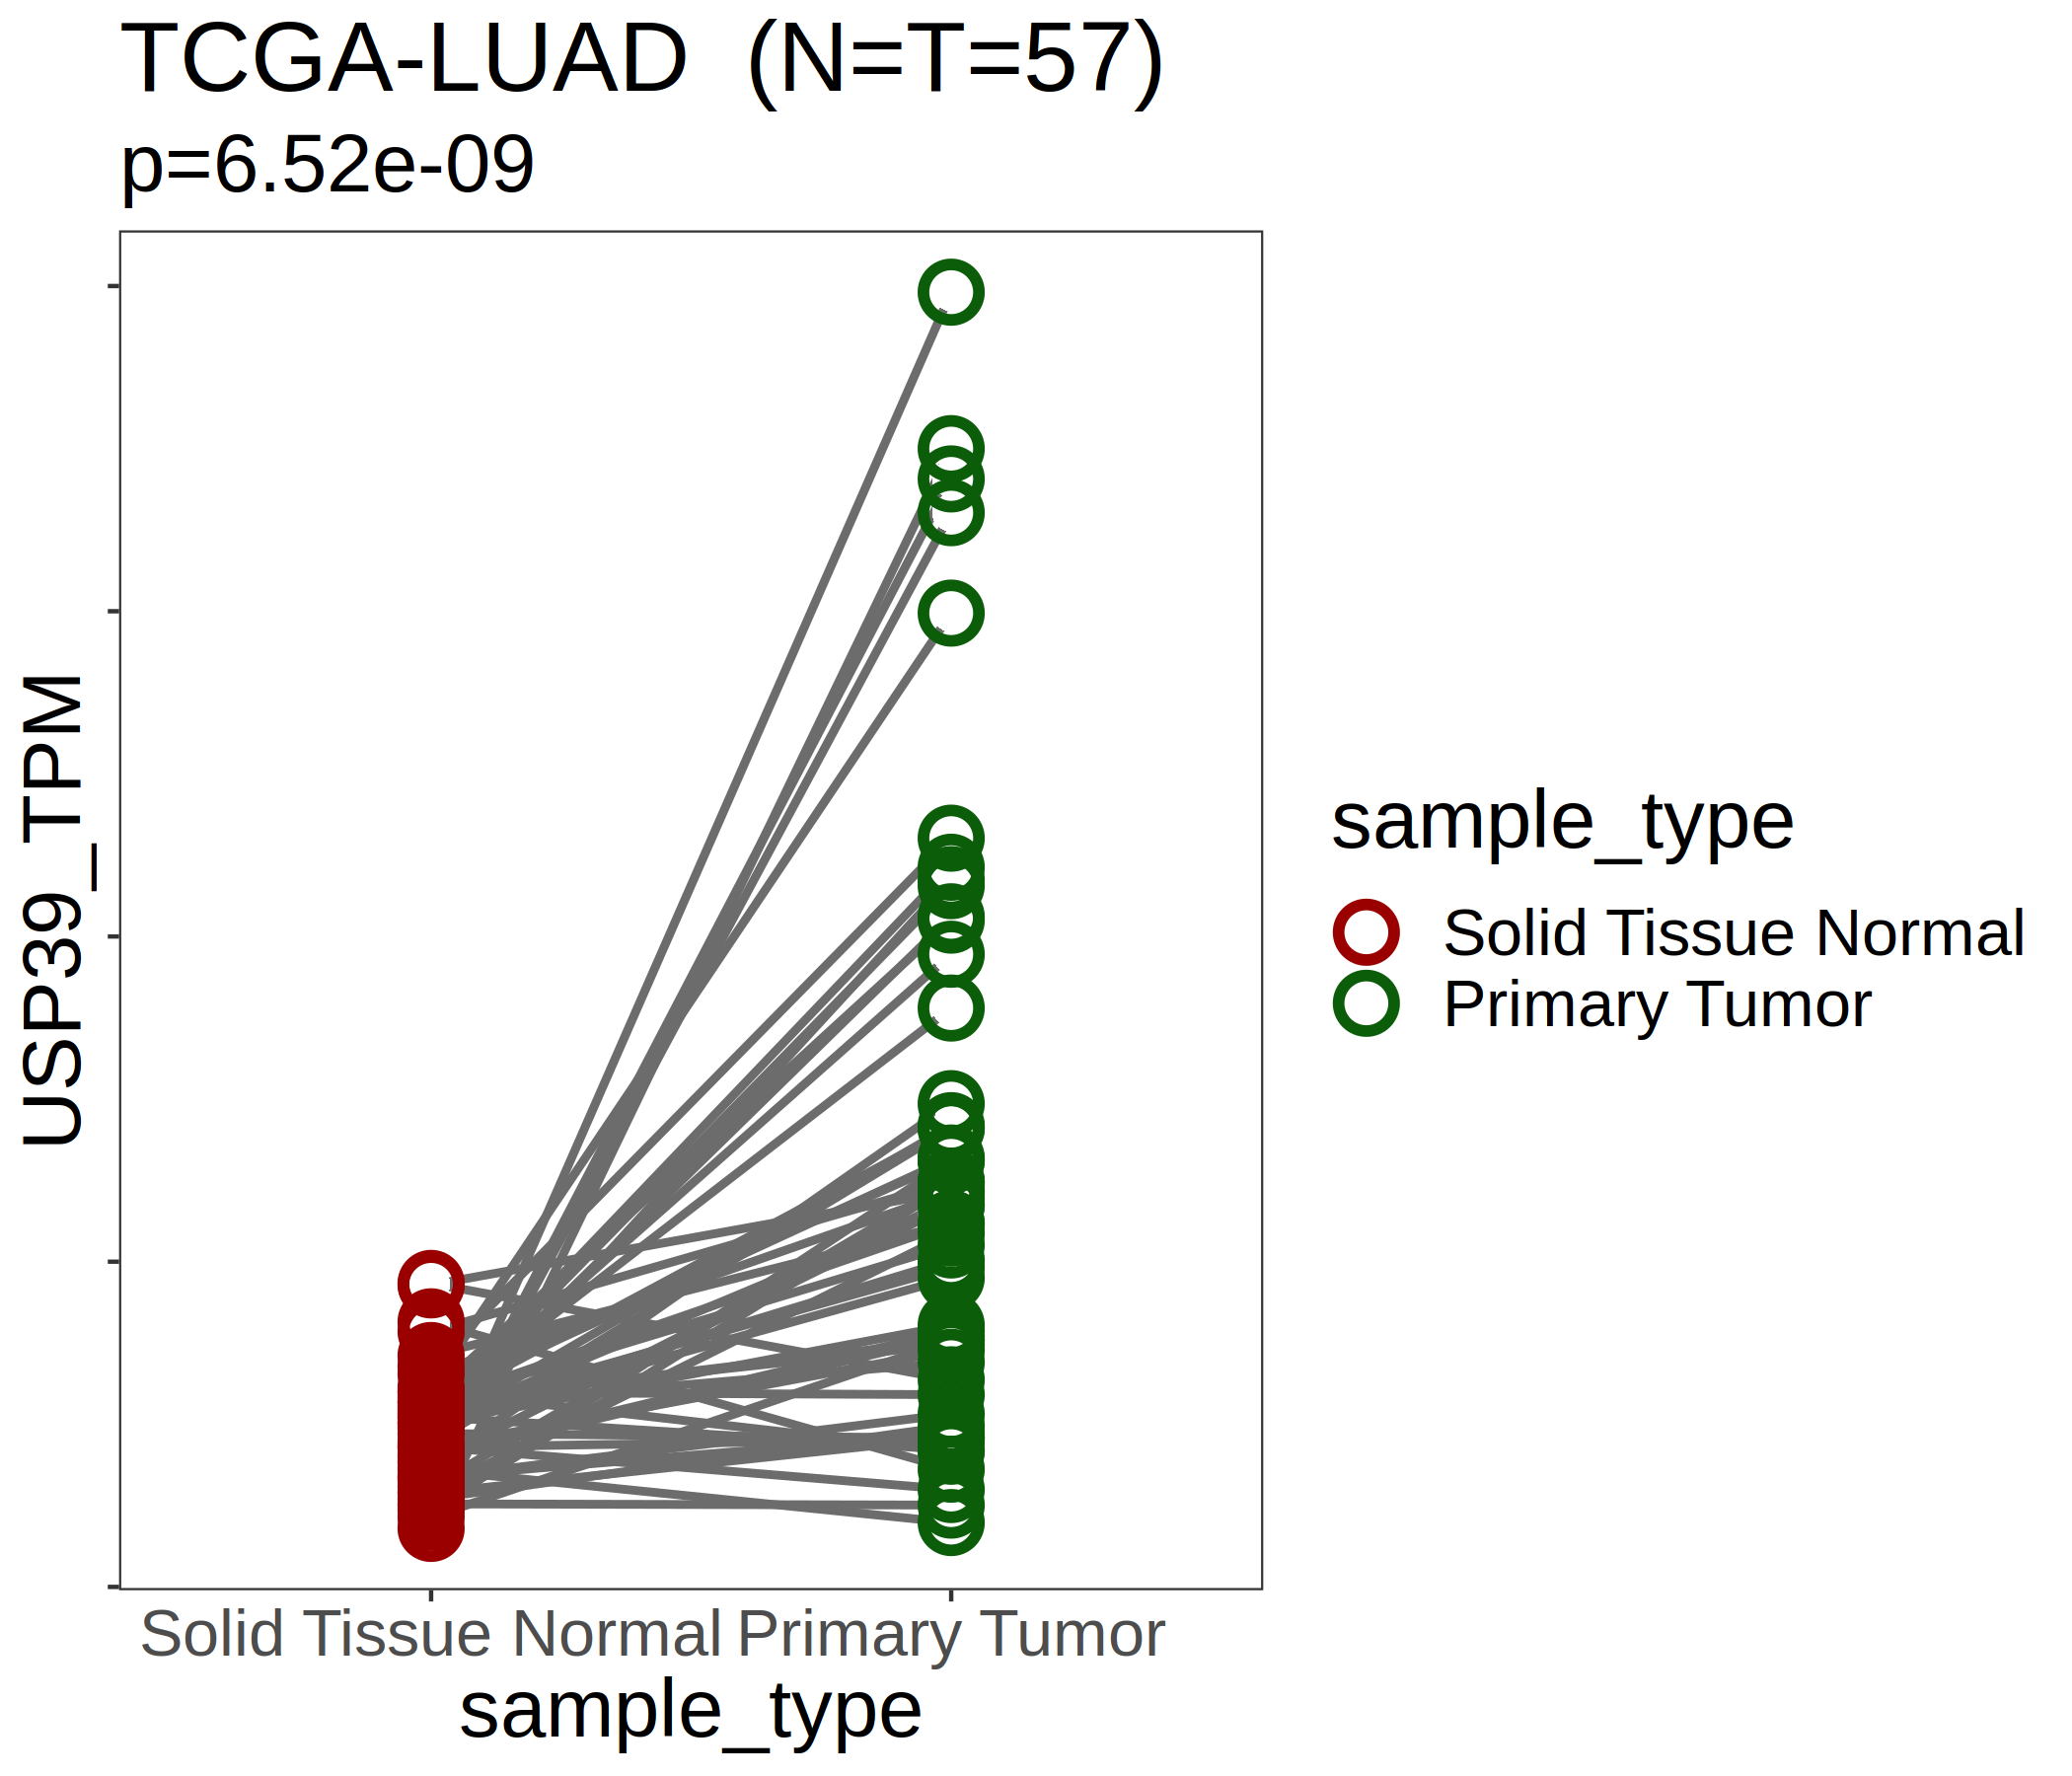 TCGA-LUAD  (N=T=57)
p=6.52e-09
USP39_TPM
Solid Tissue Normal
Primary Tumor
sample_type
sample_type
Solid Tissue Normal
Primary Tumor